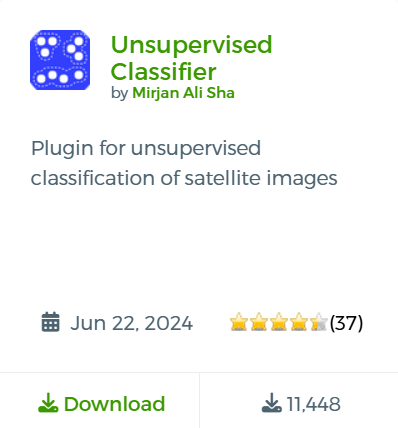 Unsupervised
Classifier
by Mirjan Ali Sha
Plugin for unsupervised
classification of satellite images
Jun 22, 2024
(37)
Download
11,448